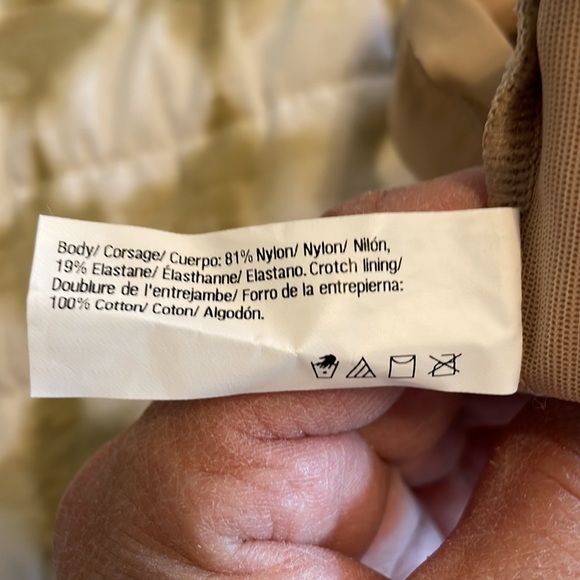 Body/ Corsage/ Cuerpo: 81% Nylon/ Nylon/ Nilón,
19% Elastane/ Élasthanne/ Elastano. Crotch lining/
Doublure de l'entrejambe/ Forro de la entrepierna:
100% Cotton/ Coton/ Algodón.